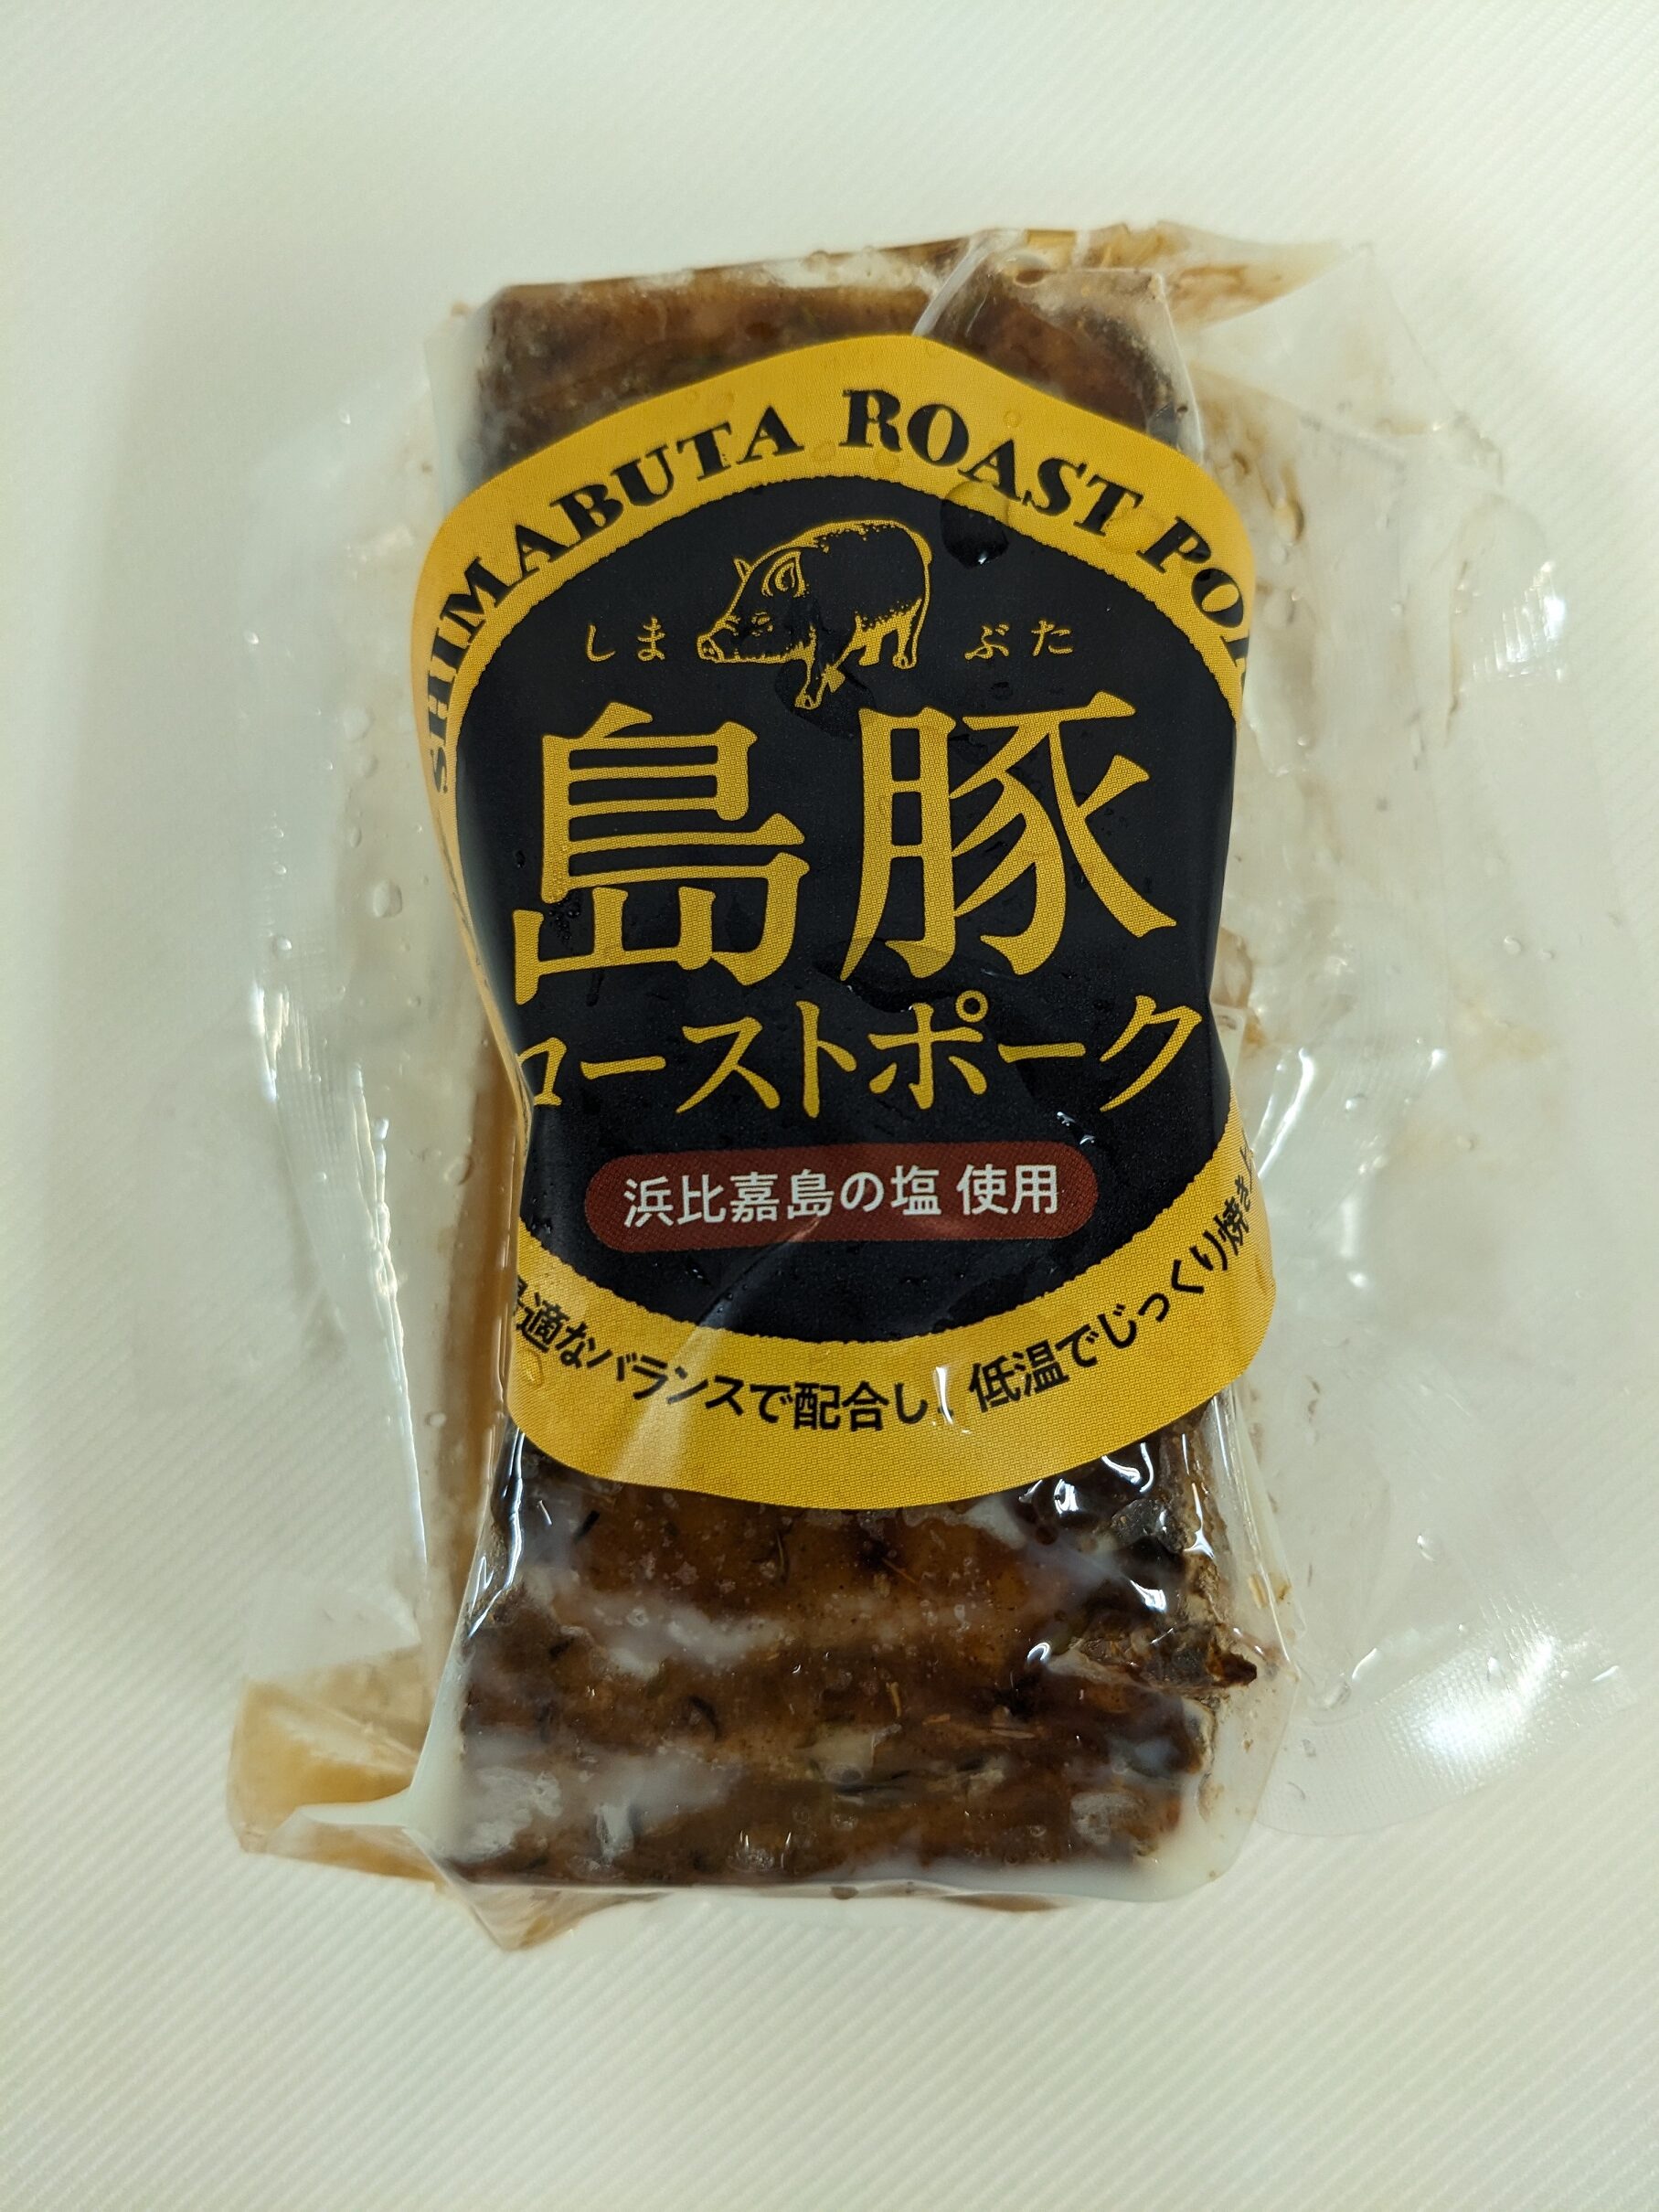 SHIMABUTA ROAST
しま ぶた
島豚
ローストポーク
浜比嘉島の塩 使用
適なバランスで配合し、低温でじっくり焼き